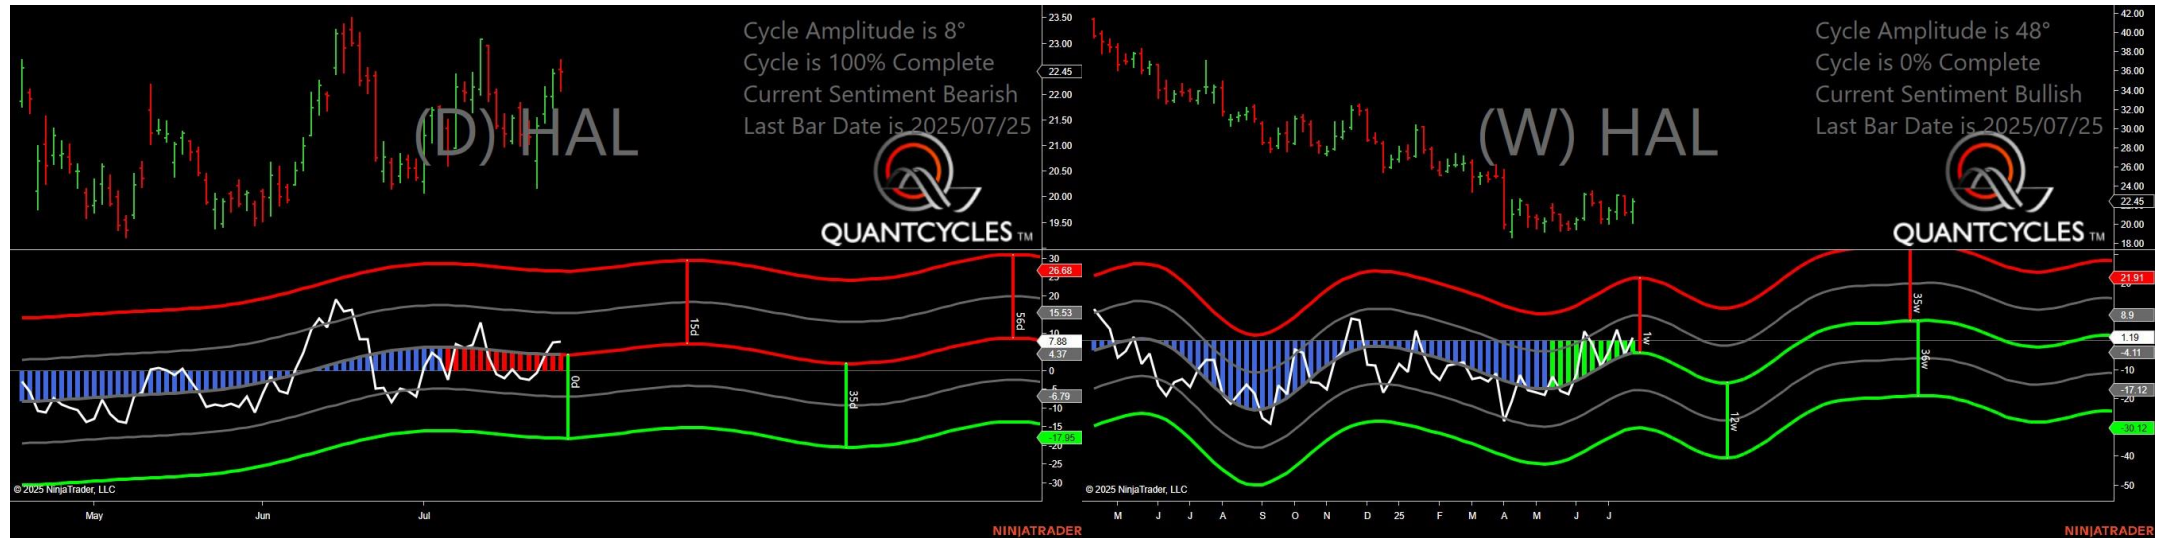 Cycle Amplitude is 8°
Cycle is 100% Complete
Current Sentiment Bearish
Last Bar Date is 2025/07/25
(D) HAL
QUANTCYCLES TM
23.50
23.00
22.45
22.00
21.50
21.00
20.50
20.00
19.50
30
26.68
20
15.53
10
7.88
4.37
0
-6.79
-10
-15
-17.95
-20
-25
-30
0d
15d
35d
56d
© 2025 NinjaTrader, LLC
May
Jun
Jul
NINJATRADER
Cycle Amplitude is 48°
Cycle is 0% Complete
Current Sentiment Bullish
Last Bar Date is 2025/07/25
(W) HAL
QUANTCYCLES TM
42.00
40.00
38.00
36.00
34.00
32.00
30.00
28.00
26.00
24.00
22.45
20.00
18.00
21.91
8.9
1.19
-4.11
-10
-17.12
-20
-30.12
-40
-50
1w
12w
35w
36w
© 2025 NinjaTrader, LLC
M
J
J
A
S
O
N
D
25
F
M
A
M
J
J
NINJATRADER